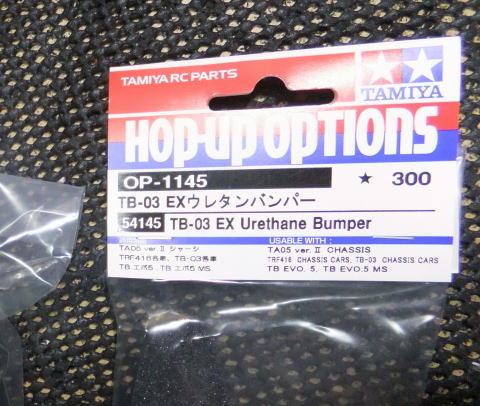 TAMIYA RC PARTS
TAMIYA
HOP-UP OPTIONS
OP-1145 ★ 300
TB-03 EXウレタンバンパー
54145 TB-03 EX Urethane Bumper
USABLE WITH :
TA05 ver.Ⅱ シャーシ
TRF416各車、TB-03各車
TB エボ5、TB エボ5 MS
TA05 ver. Ⅱ CHASSIS
TRF416 CHASSIS CARS, TB-03 CHASSIS CARS
TB EVO. 5, TB EVO.5 MS